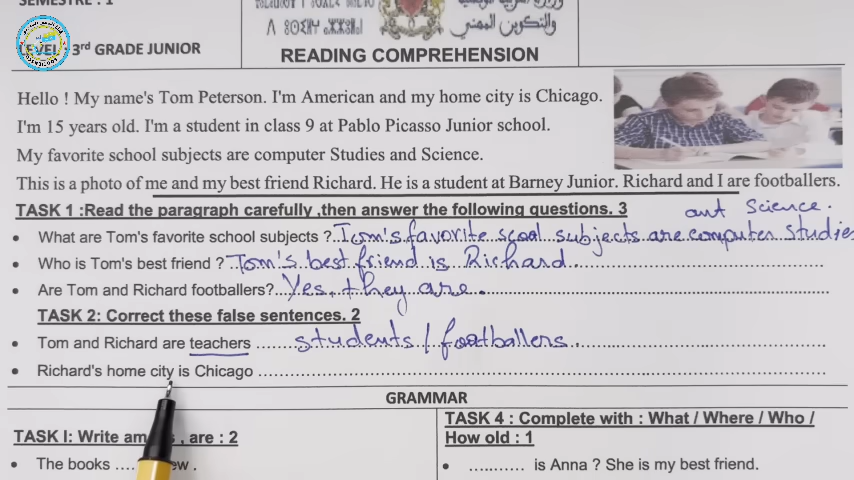 SEMESTRE : 1
LEVEL : 3rd GRADE JUNIOR
والتكوين المهني
READING COMPREHENSION
Hello ! My name's Tom Peterson. I'm American and my home city is Chicago.
I'm 15 years old. I'm a student in class 9 at Pablo Picasso Junior school.
My favorite school subjects are computer Studies and Science.
This is a photo of me and my best friend Richard. He is a student at Barney Junior. Richard and I are footballers.
TASK 1 :Read the paragraph carefully ,then answer the following questions. 3
ant Science.
What are Tom's favorite school subjects ? Tom's favorite scool subjects are computer studies
Who is Tom's best friend ? Tom's best friend is Richard.
Are Tom and Richard footballers? Yes, they are.
TASK 2: Correct these false sentences. 2
Tom and Richard are teachers ...... students / footballers.
Richard's home city is Chicago ......
GRAMMAR
TASK I: Write am , are : 2
TASK 4 : Complete with : What / Where / Who /
How old : 1
The books ....
......... is Anna ? She is my best friend.